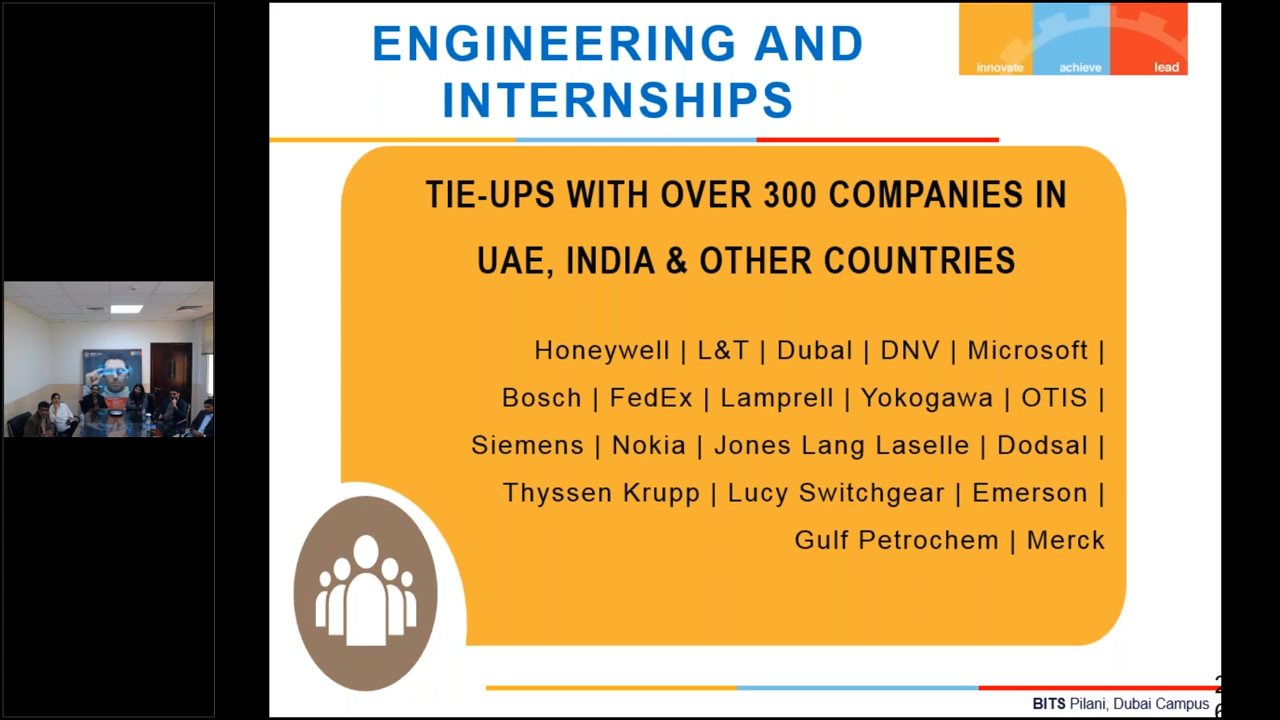 ENGINEERING AND
INTERNSHIPS
innovate achieve lead
TIE-UPS WITH OVER 300 COMPANIES IN
UAE, INDIA & OTHER COUNTRIES
Honeywell | L&T | Dubal | DNV | Microsoft |
Bosch | FedEx | Lamprell | Yokogawa | OTIS |
Siemens | Nokia | Jones Lang Laselle | Dodsal |
Thyssen Krupp | Lucy Switchgear | Emerson |
Gulf Petrochem | Merck
BITS Pilani, Dubai Campus